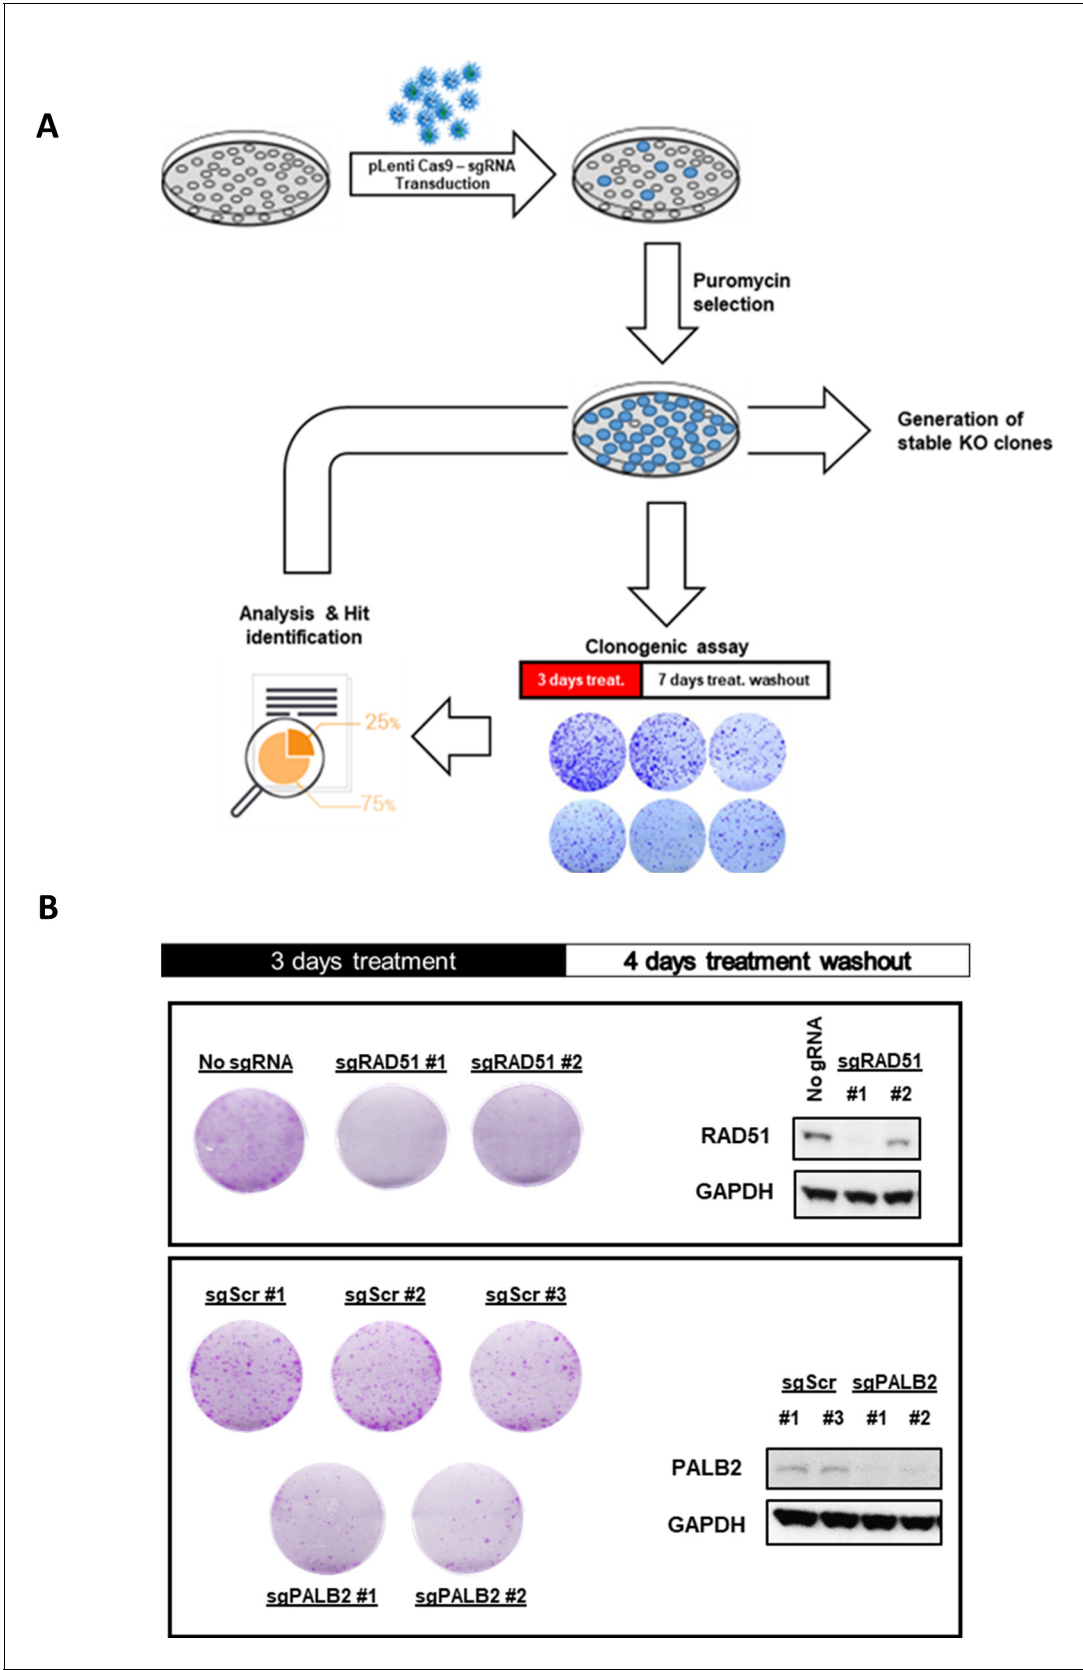 A
pLenti Cas9 – sgRNA
Transduction
Puromycin
selection
Generation of
stable KO clones
Analysis & Hit
identification
25%
75%
Clonogenic assay
3 days treat. 7 days treat. washout
B
3 days treatment 4 days treatment washout
No sgRNA sgRAD51 #1 sgRAD51 #2
No gRNA
sgRAD51
#1 #2
RAD51
GAPDH
sgScr #1 sgScr #2 sgScr #3
sgPALB2 #1 sgPALB2 #2
sgScr sgPALB2
#1 #3 #1 #2
PALB2
GAPDH